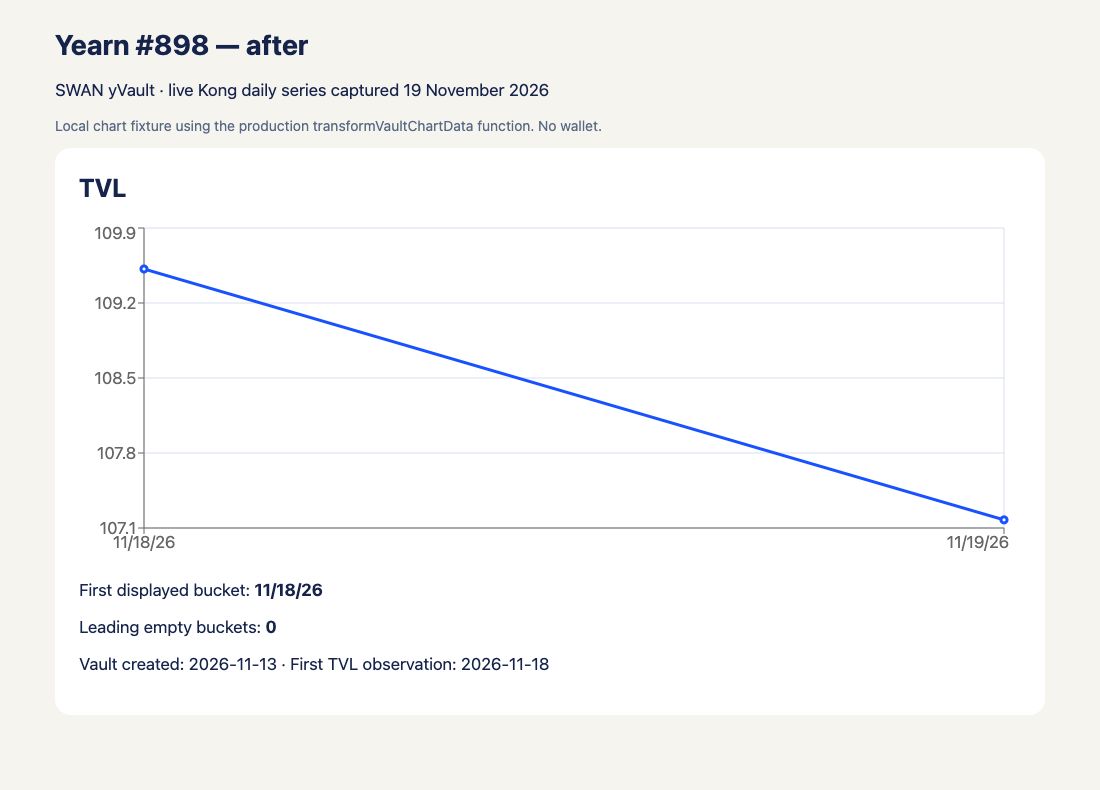 Yearn #898 — after
SWAN yVault · live Kong daily series captured 19 November 2026
Local chart fixture using the production transformVaultChartData function. No wallet.
TVL
109.9
109.2
108.5
107.8
107.1
11/18/26
11/19/26
First displayed bucket: 11/18/26
Leading empty buckets: 0
Vault created: 2026-11-13 · First TVL observation: 2026-11-18